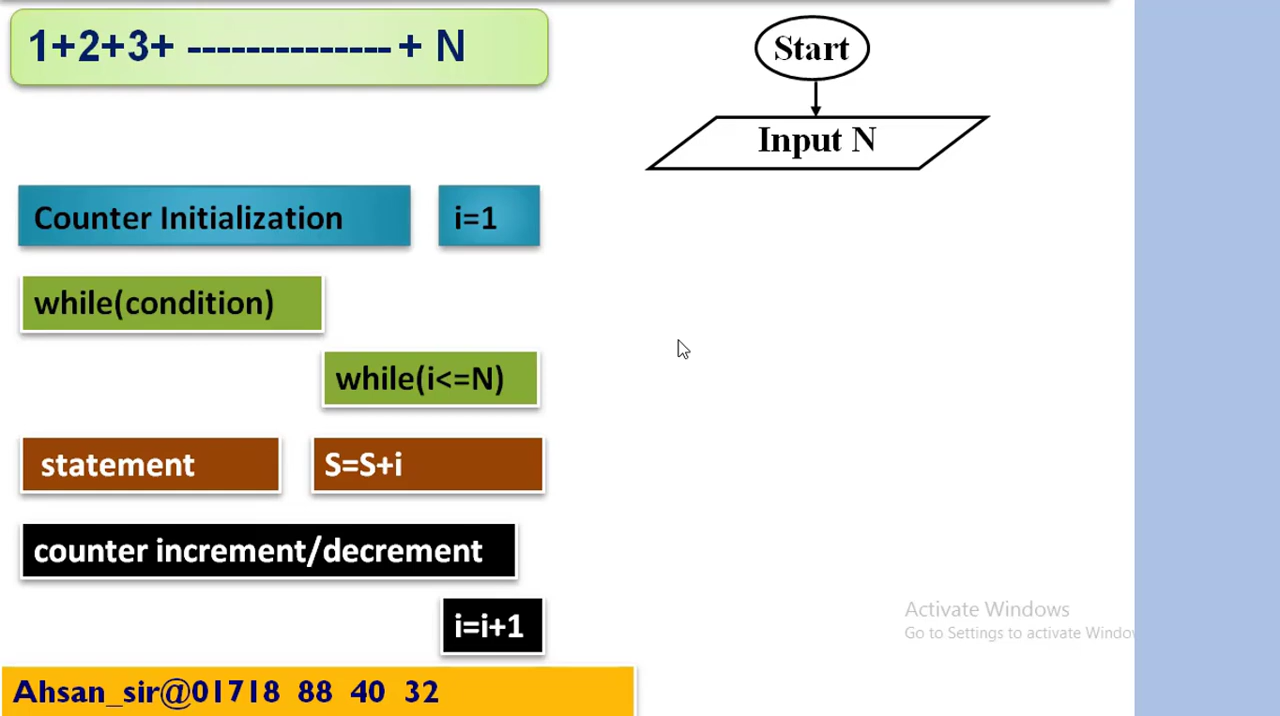 1+2+3+ -------------- + N
Start
Input N
Counter Initialization
i=1
while(condition)
while(i<=N)
statement
S=S+i
counter increment/decrement
i=i+1
Activate Windows
Go to Settings to activate Windo
Ahsan_sir@01718 88 40 32